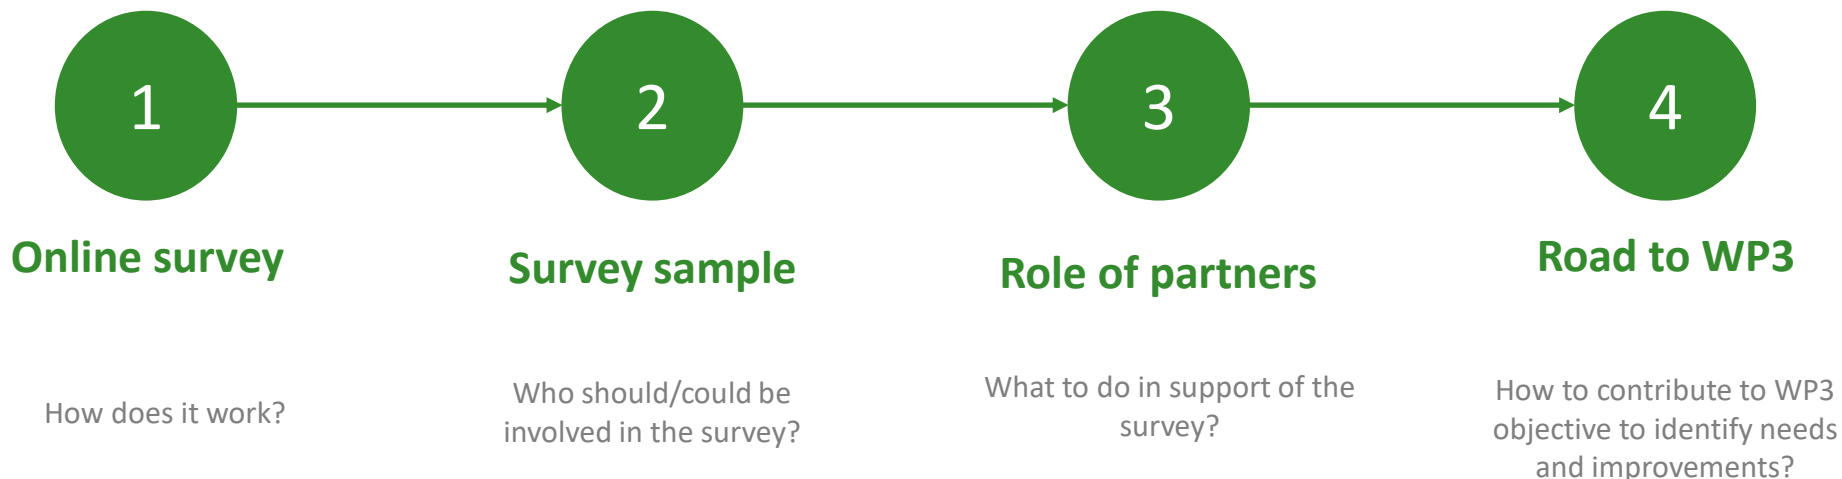 1
2
3
4
Online survey
Survey sample
Role of partners
Road to WP3
How does it work?
Who should/could be
involved in the survey?
What to do in support of the
survey?
How to contribute to WP3
objective to identify needs
and improvements?